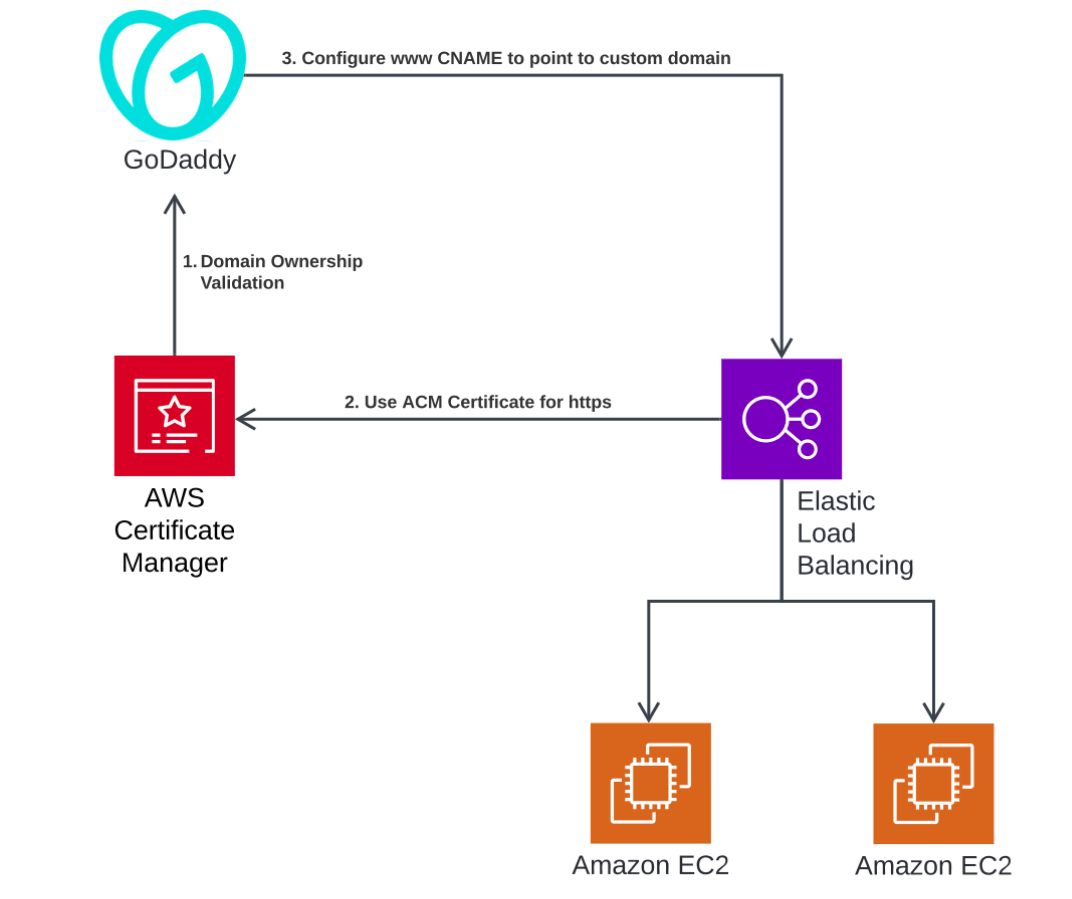 3. Configure www CNAME to point to custom domain
GoDaddy
1. Domain Ownership
Validation
2. Use ACM Certificate for https
AWS
Certificate
Manager
Elastic
Load
Balancing
Amazon EC2
Amazon EC2